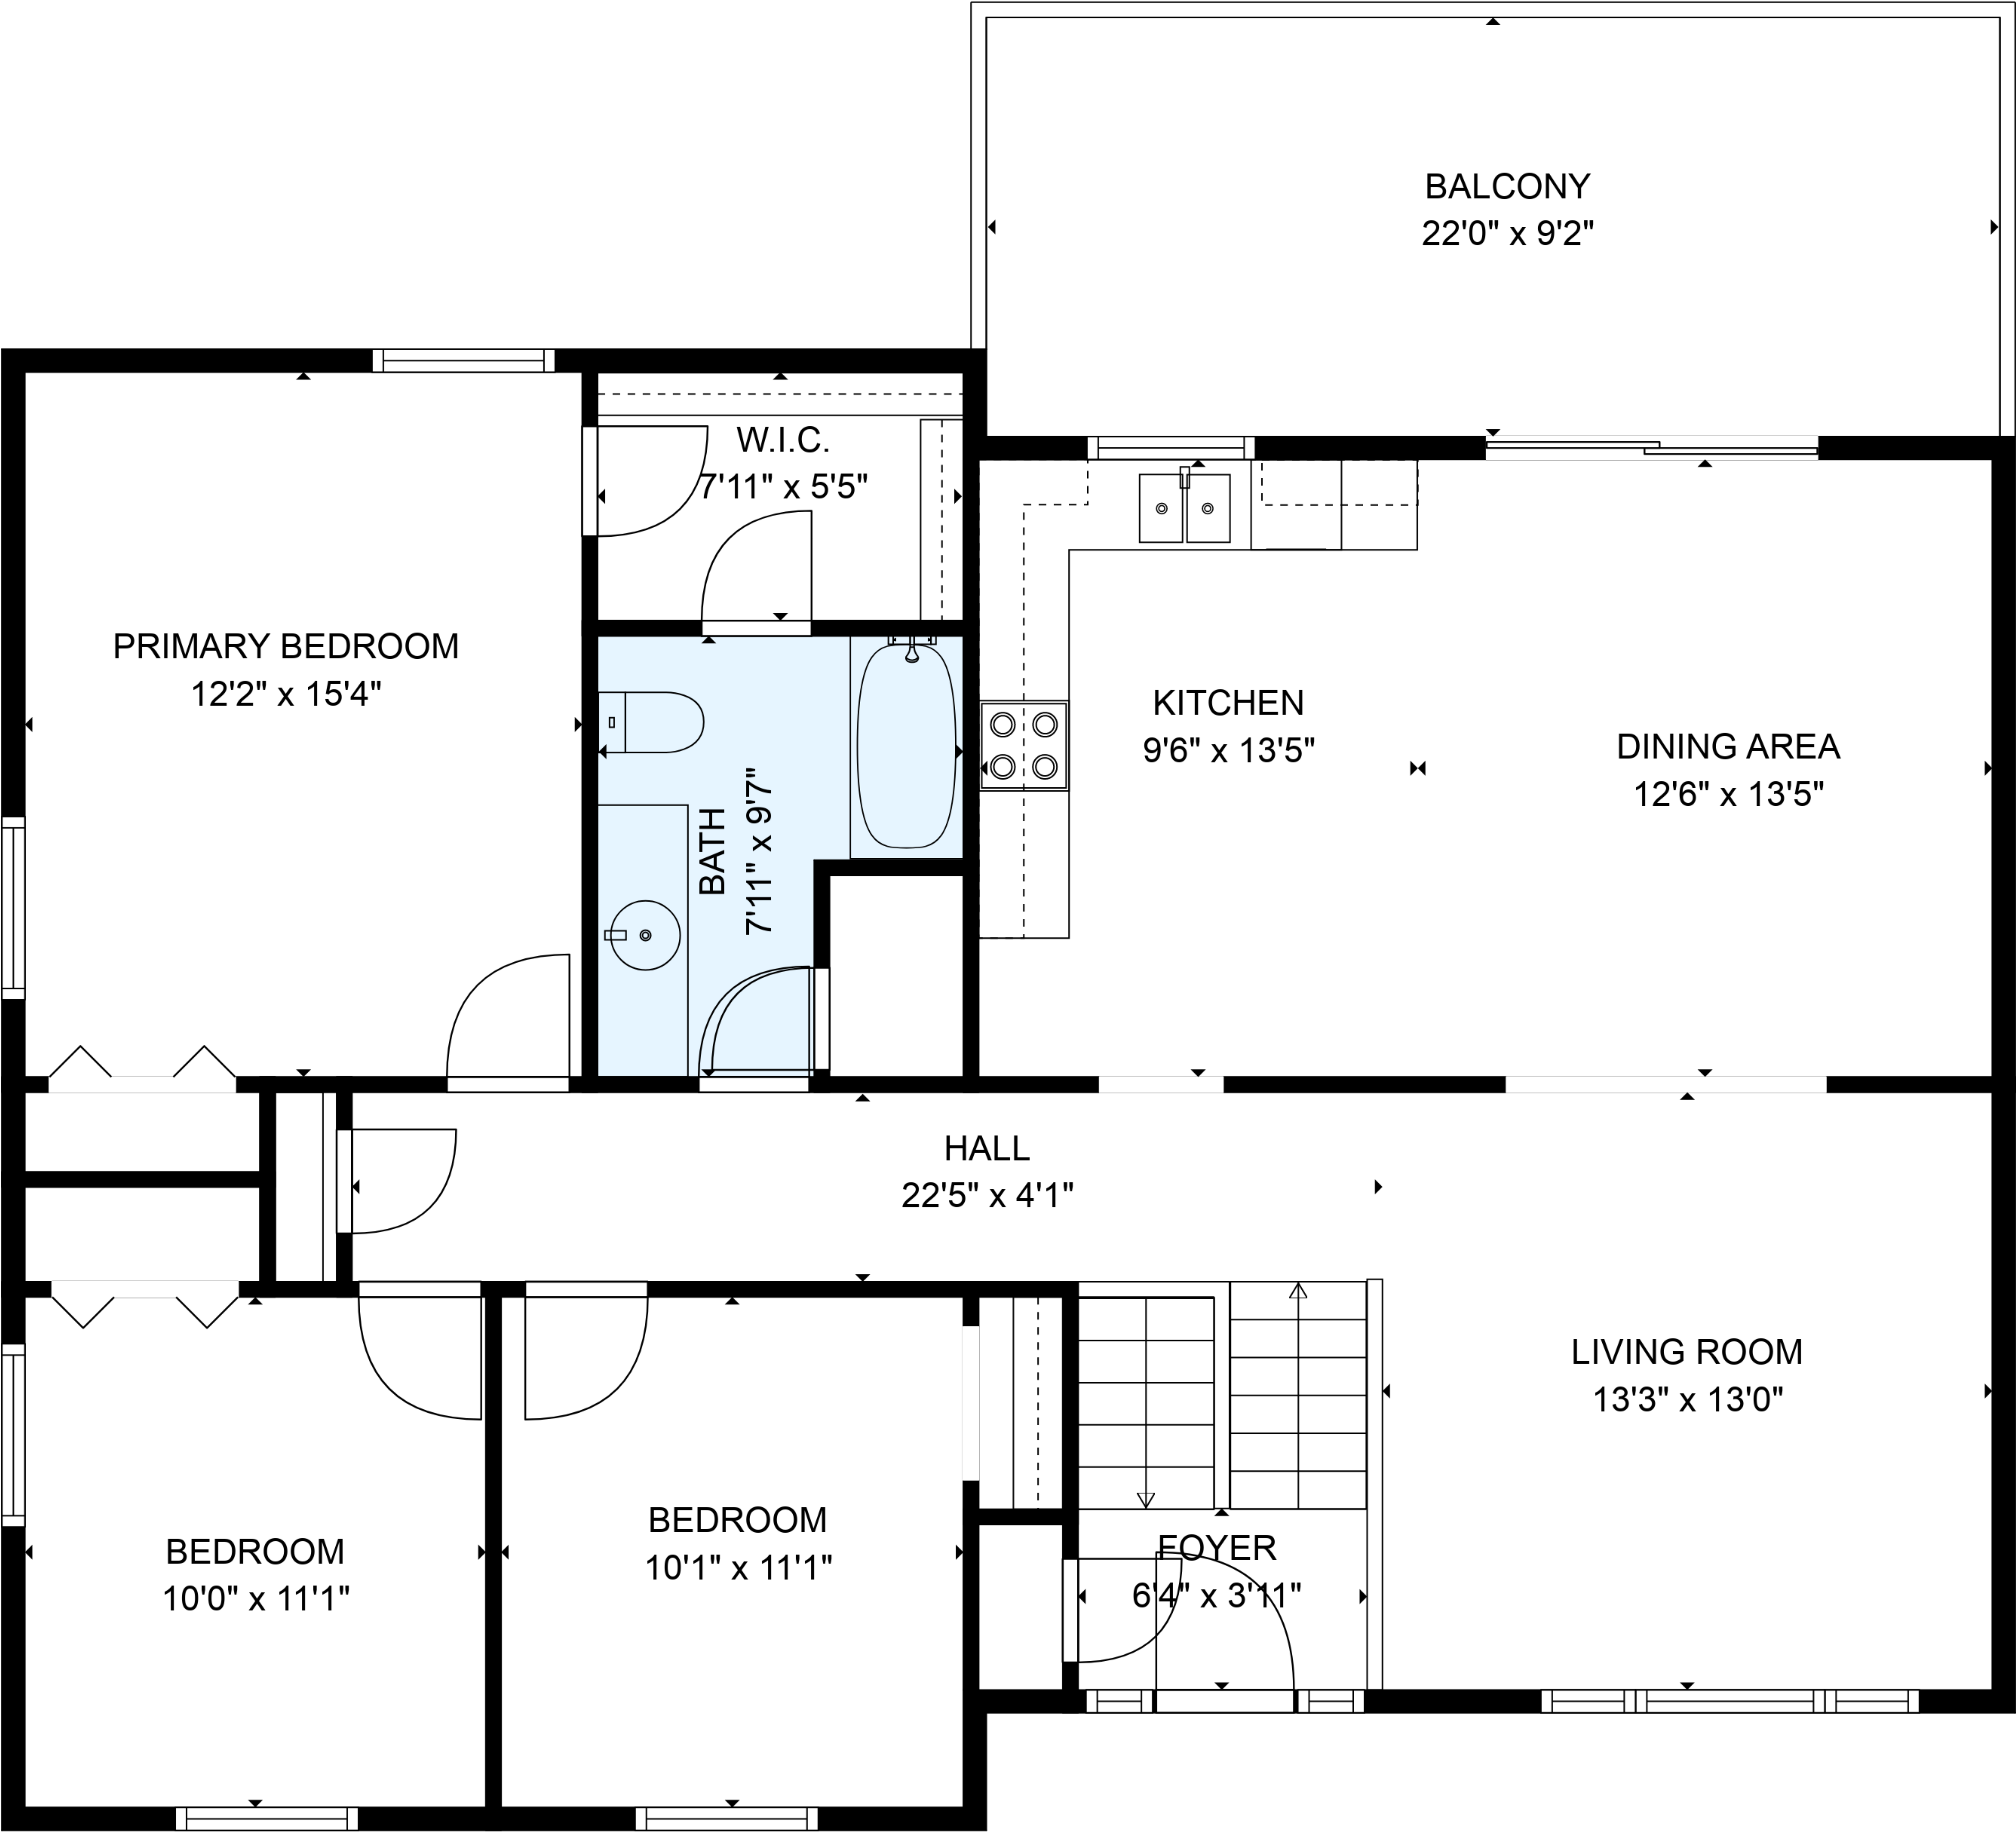 BALCONY
22'0" x 9'2"
W.I.C.
7'11" x 5'5"
PRIMARY BEDROOM
12'2" x 15'4"
KITCHEN
9'6" x 13'5"
DINING AREA
12'6" x 13'5"
BATH
7'11" x 9'7"
HALL
22'5" x 4'1"
LIVING ROOM
13'3" x 13'0"
BEDROOM
10'0" x 11'1"
BEDROOM
10'1" x 11'1"
FOYER
6'4" x 3'11"